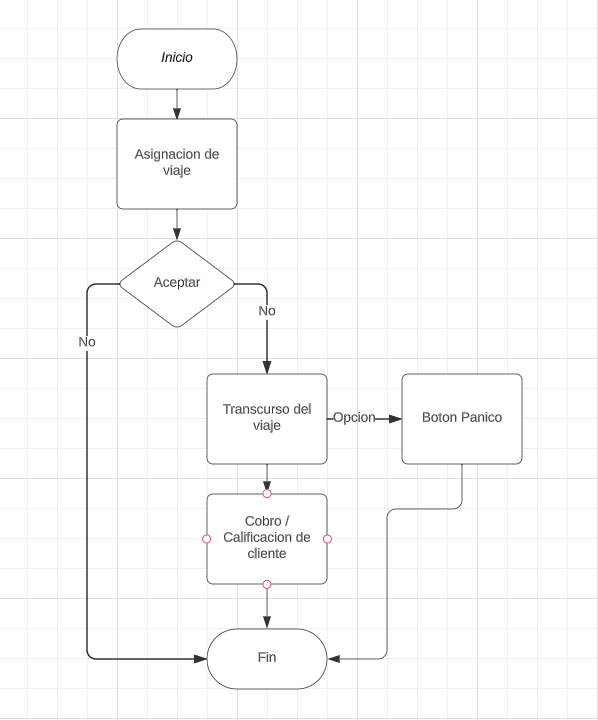 Inicio
Asignacion de
viaje
Aceptar
No
No
Transcurso del
viaje
Opcion
Boton Panico
Cobro /
Calificacion de
cliente
Fin